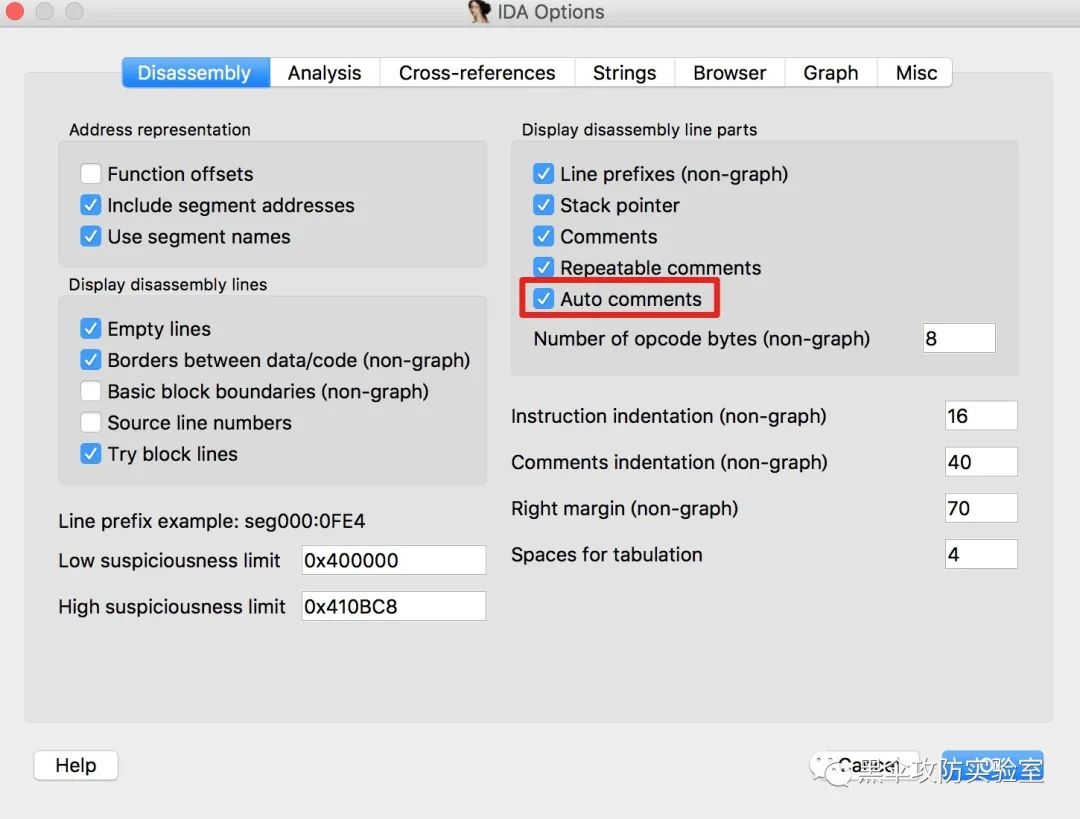 IDA Options
Disassembly Analysis Cross-references Strings Browser Graph Misc
Address representation
Function offsets
Include segment addresses
Use segment names
Display disassembly lines
Empty lines
Borders between data/code (non-graph)
Basic block boundaries (non-graph)
Source line numbers
Try block lines
Line prefix example: seg000:0FE4
Low suspiciousness limit 0x400000
High suspiciousness limit 0x410BC8
Display disassembly line parts
Line prefixes (non-graph)
Stack pointer
Comments
Repeatable comments
Auto comments
Number of opcode bytes (non-graph) 8
Instruction indentation (non-graph) 16
Comments indentation (non-graph) 40
Right margin (non-graph) 70
Spaces for tabulation 4
Help
Cancel
OK
黑伞攻防实验室